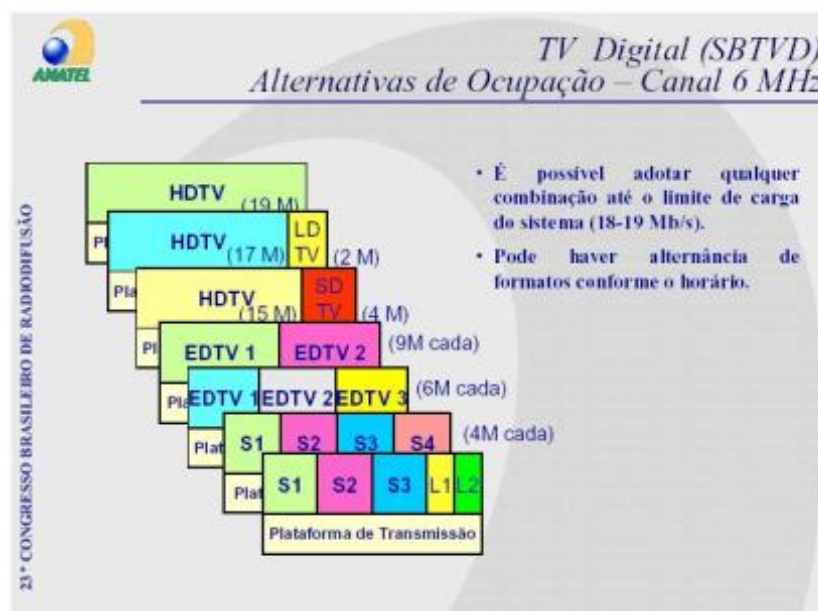 ANATEL
TV Digital (SBTVD)
Alternativas de Ocupação – Canal 6 MHz
23º CONGRESSO BRASILEIRO DE RADIODIFUSÃO
HDTV
(19 M)
HDTV
(17 M)
LD
TV
(2 M)
HDTV
(15 M)
SD
TV
(4 M)
EDTV 1
EDTV 2
(9M cada)
EDTV 1
EDTV 2
EDTV 3
(6M cada)
S1
S2
S3
S4
(4M cada)
S1
S2
S3
L1
L2
Plataforma de Transmissão
• É possível adotar qualquer
combinação até o limite de carga
do sistema (18-19 Mb/s).
• Pode haver alternância de
formatos conforme o horário.